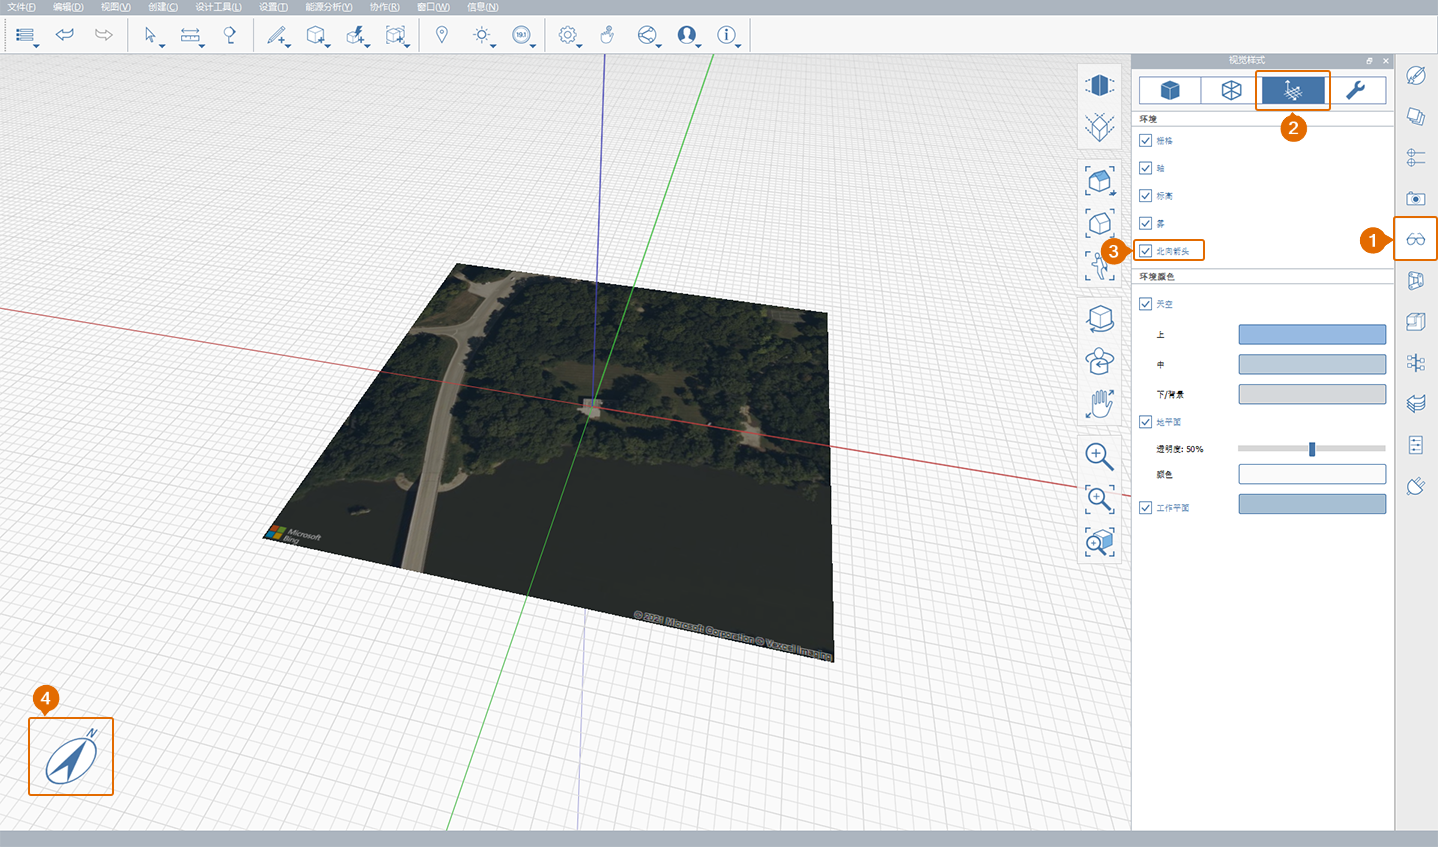 文件(F) 编辑(D) 视图(V) 创建(C) 设计工具(L) 设置(T) 能源分析(Y) 协作(R) 窗口(W) 信息(N)
191
视觉样式
2
环境
栅格
轴
标高
雾
1
3
北向箭头
环境颜色
天空
上
中
下/背景
地平面
透明度: 50%
颜色
工作平面
Microsoft
Bing
© 2023 Microsoft Corporation © Vexcel Imaging
4
N